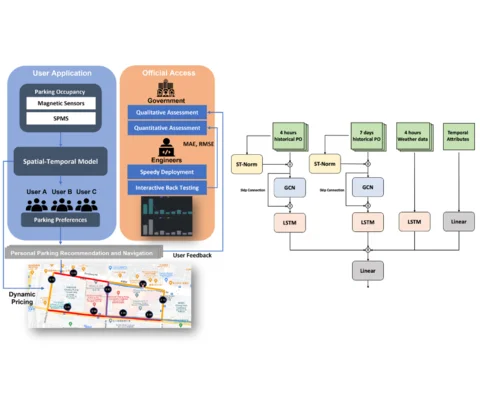 User Application
Parking Occupancy
Magnetic Sensors
SPMS
Spatial-Temporal Model
User A User B User C
Parking Preferences
Official Access
Government
Qualitative Assessment
Quantitative Assessment
MAE, RMSE
Engineers
Speedy Deployment
Interactive Back Testing
User Feedback
Personal Parking Recommendation and Navigation
Dynamic
Pricing
4 hours
historical PO
7 days
historical PO
4 hours
Weather data
Temporal
Attributes
ST-Norm
ST-Norm
Skip Connection
GCN
Skip Connection
GCN
LSTM
LSTM
LSTM
Linear
Linear